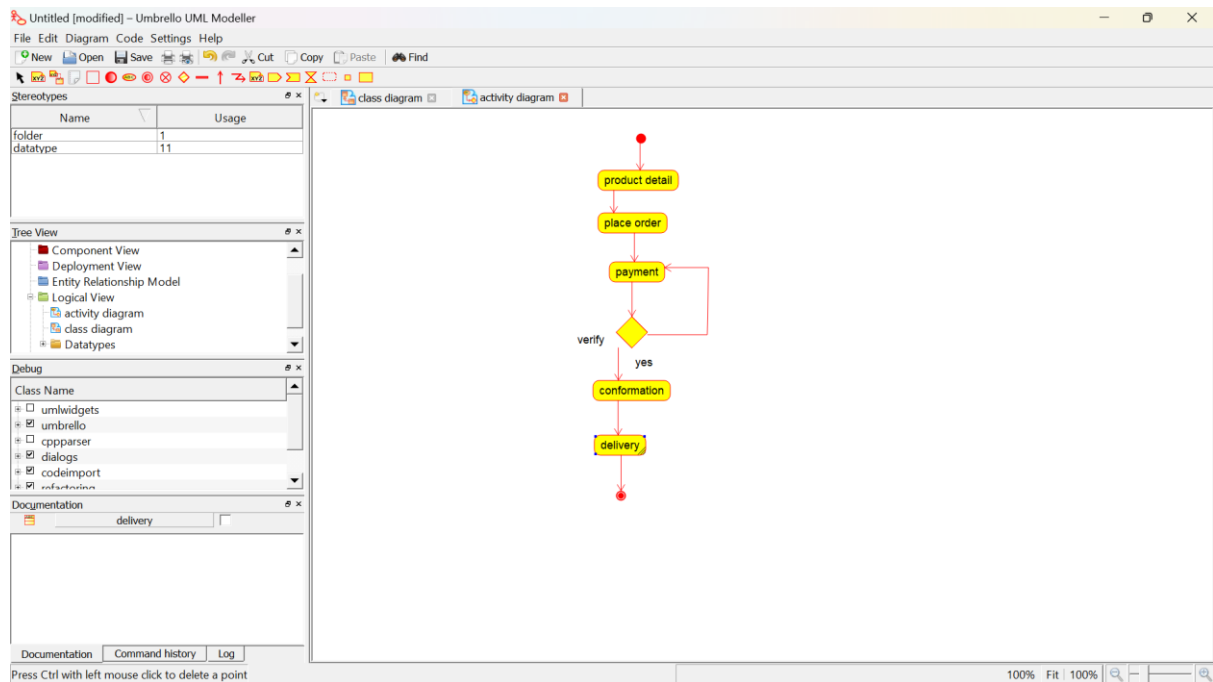 Untitled [modified] – Umbrello UML Modeller
File Edit Diagram Code Settings Help
New Open Save Cut Copy Paste Find
Stereotypes
Name Usage
folder 1
datatype 11
Tree View
Component View
Deployment View
Entity Relationship Model
Logical View
activity diagram
class diagram
Datatypes
Debug
Class Name
umlwidgets
umbrello
cppparser
dialogs
codeimport
refactoring
Documentation
delivery
Documentation Command history Log
Press Ctrl with left mouse click to delete a point
class diagram activity diagram
product detail
place order
payment
verify
yes
conformation
delivery
100% Fit 100%